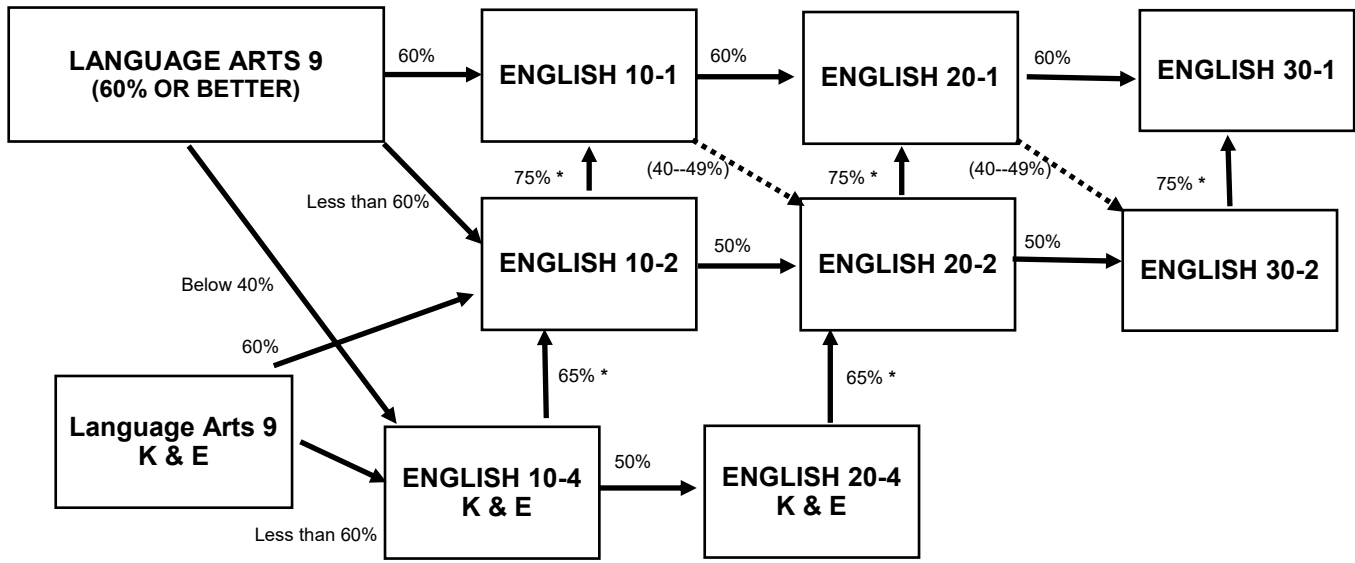 LANGUAGE ARTS 9
(60% OR BETTER)
60%
ENGLISH 10-1
60%
ENGLISH 20-1
60%
ENGLISH 30-1
Less than 60%
75% *
(40--49%)
75% *
(40--49%)
75% *
ENGLISH 10-2
50%
ENGLISH 20-2
50%
ENGLISH 30-2
Below 40%
60%
65% *
65% *
Language Arts 9
K & E
Less than 60%
ENGLISH 10-4
K & E
50%
ENGLISH 20-4
K & E